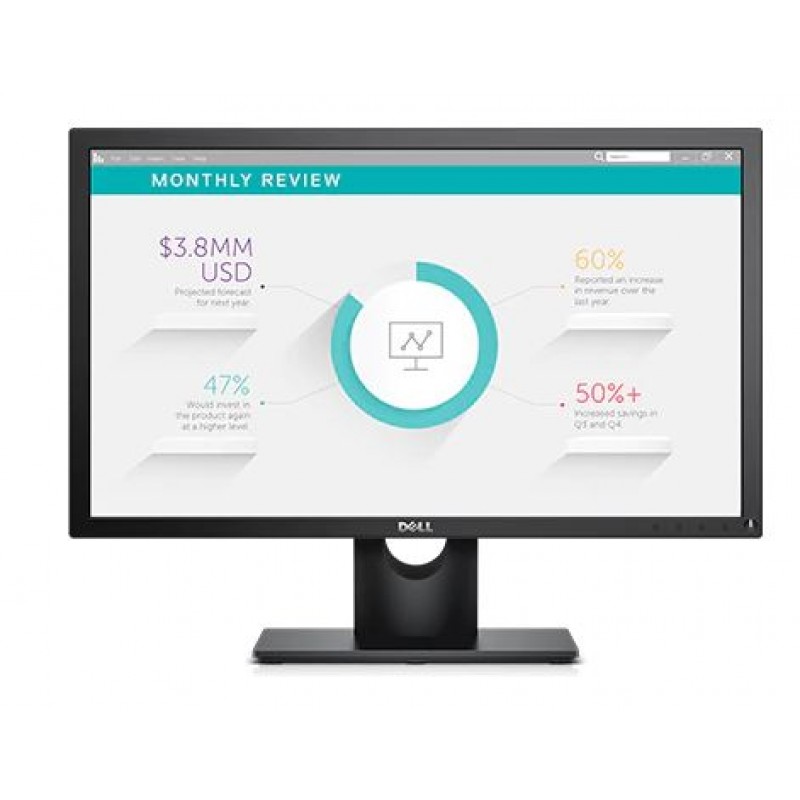 MONTHLY REVIEW
$3.8MM
USD
Projected forecast
for next year.
60%
Reported an increase
in revenue over the
last year.
47%
Would invest in
the product again
at a higher level.
50%+
Increased savings in
Q3 and Q4.
DELL